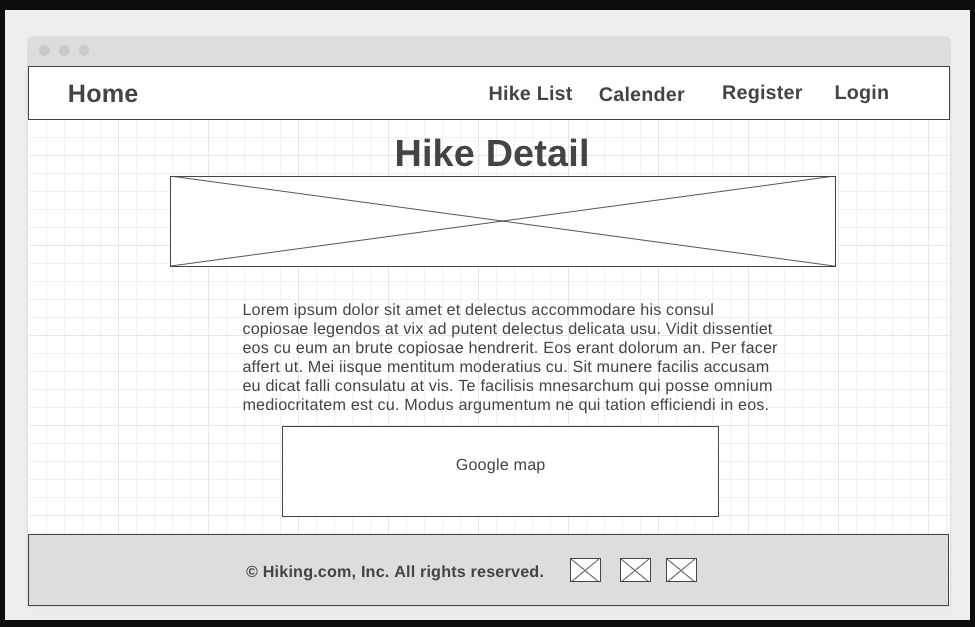 Home
Hike List Calender Register Login
Hike Detail
Lorem ipsum dolor sit amet et delectus accommodare his consul
copiosae legendos at vix ad putent delectus delicata usu. Vidit dissentiet
eos cu eum an brute copiosae hendrerit. Eos erant dolorum an. Per facer
affert ut. Mei iisque mentitum moderatius cu. Sit munere facilis accusam
eu dicat falli consulatu at vis. Te facilisis mnesarchum qui posse omnium
mediocritatem est cu. Modus argumentum ne qui tation efficiendi in eos.
Google map
© Hiking.com, Inc. All rights reserved.